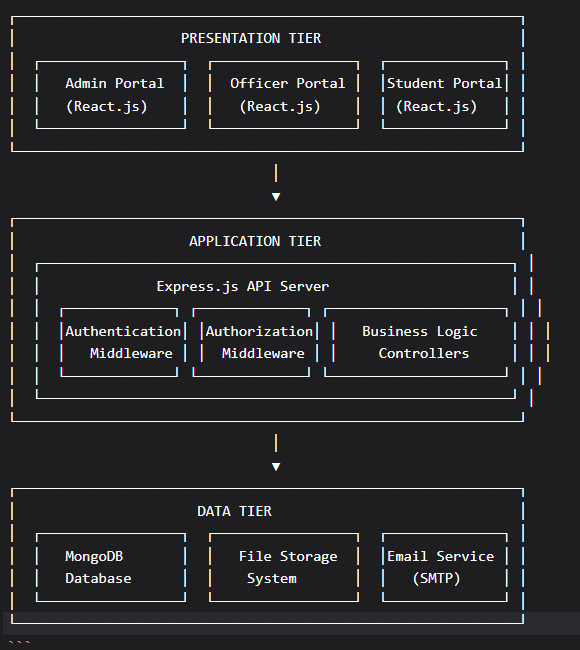 PRESENTATION TIER
Admin Portal Officer Portal Student Portal
(React.js) (React.js) (React.js)
APPLICATION TIER
Express.js API Server
Authentication Authorization Business Logic
Middleware Middleware Controllers
DATA TIER
MongoDB File Storage Email Service
Database System (SMTP)
```